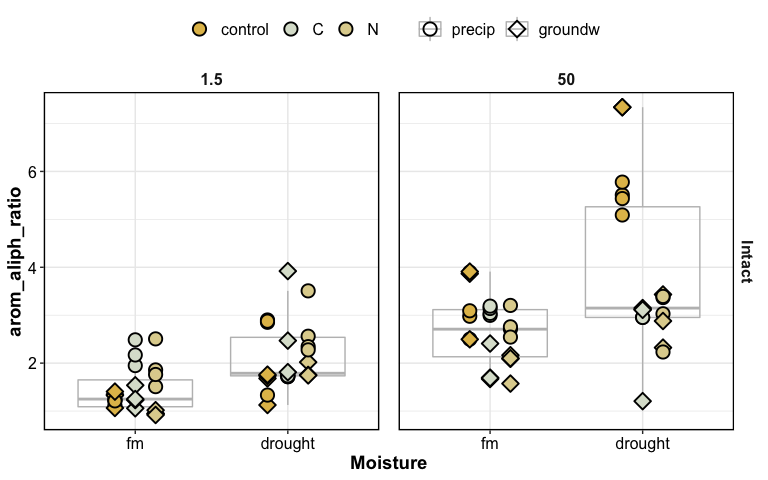 control C N precip groundw
1.5 50
6
4
2
arom_aliph_ratio
Intact
fm drought fm drought
Moisture